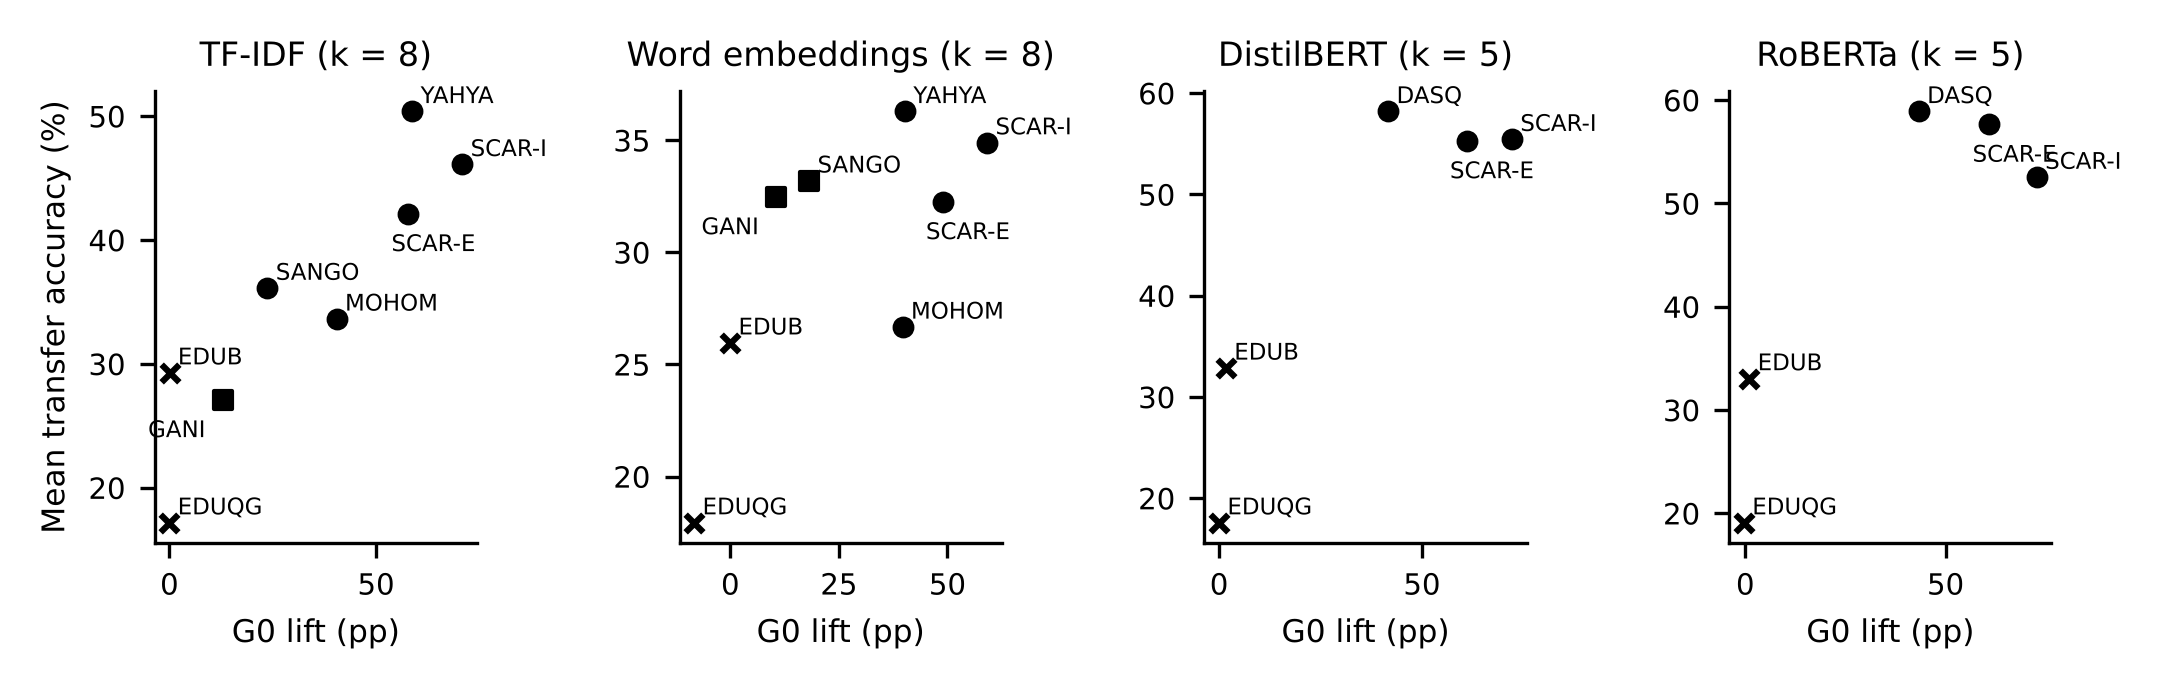 TF-IDF (k = 8)
Mean transfer accuracy (%)
50
40
30
20
YAHYA
SCAR-I
SCAR-E
SANGO
MOHOM
EDUB
GANI
EDUQG
0
50
G0 lift (pp)
Word embeddings (k = 8)
35
30
25
20
YAHYA
SCAR-I
SANGO
GANI
SCAR-E
MOHOM
EDUB
EDUQG
0
25
50
G0 lift (pp)
DistilBERT (k = 5)
60
50
40
30
20
DASQ
SCAR-I
SCAR-E
EDUB
EDUQG
0
50
G0 lift (pp)
RoBERTa (k = 5)
60
50
40
30
20
DASQ
SCAR-E
SCAR-I
EDUB
EDUQG
0
50
G0 lift (pp)